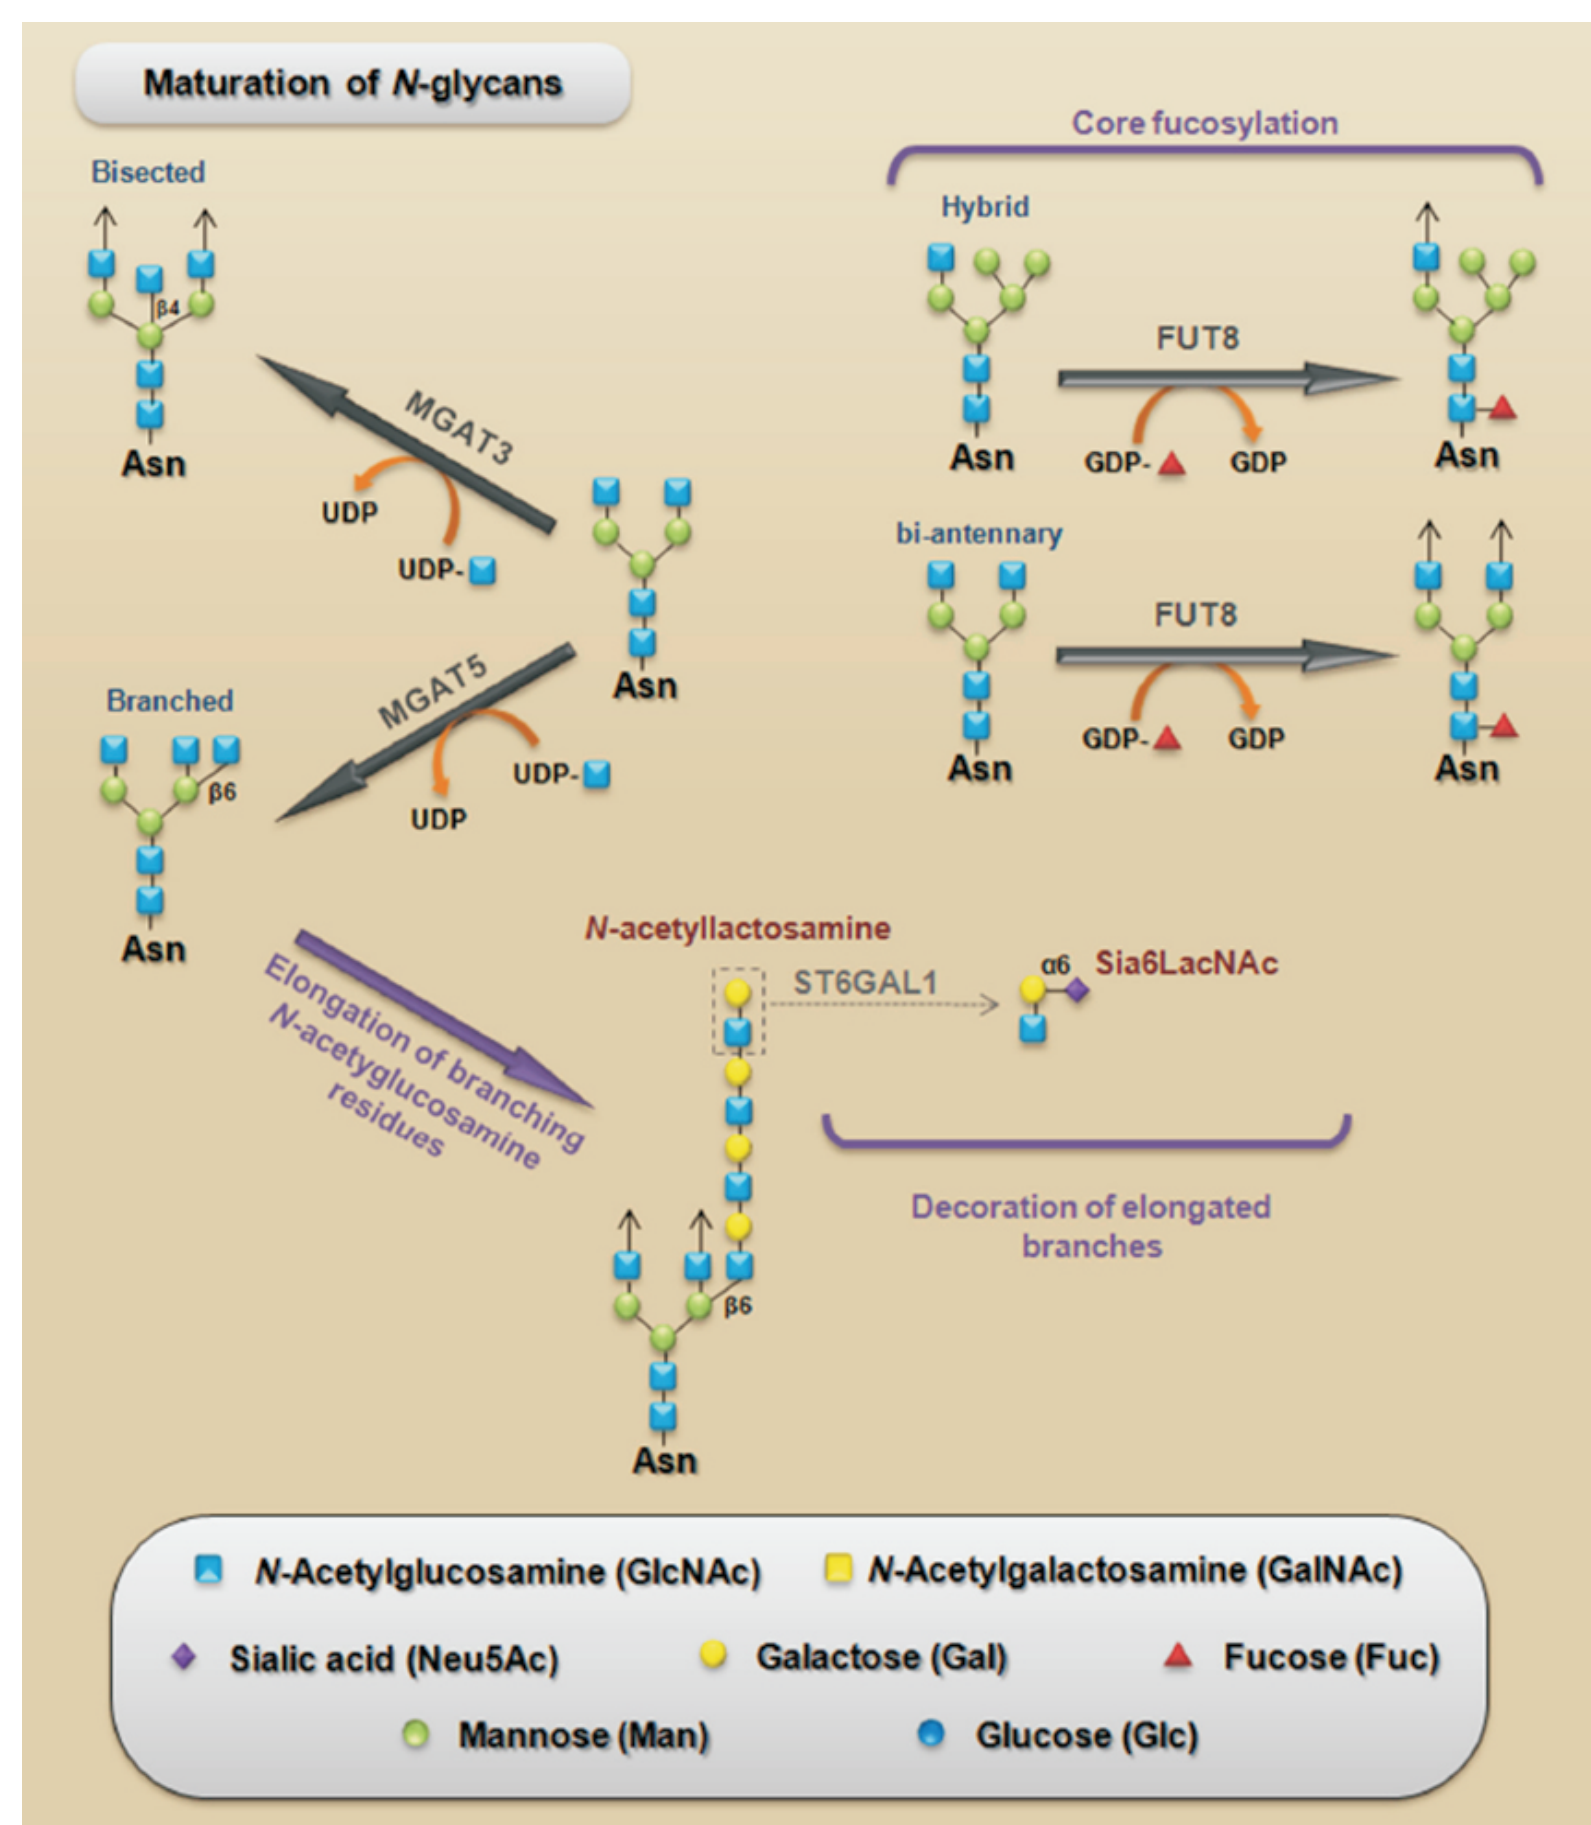 Maturation of N-glycans
Core fucosylation
Bisected
Hybrid
β4
FUT8
MGAT3
Asn
Asn
GDP-
GDP
Asn
UDP
UDP-
bi-antennary
FUT8
MGAT5
Asn
Branched
GDP-
GDP
UDP-
Asn
Asn
β6
UDP
N-acetyllactosamine
Asn
α6
Sia6LacNAc
ST6GAL1
Elongation of branching
N-acetyglucosamine
residues
Decoration of elongated
branches
β6
Asn
N-Acetylglucosamine (GlcNAc)
N-Acetylgalactosamine (GalNAc)
Sialic acid (Neu5Ac)
Galactose (Gal)
Fucose (Fuc)
Mannose (Man)
Glucose (Glc)